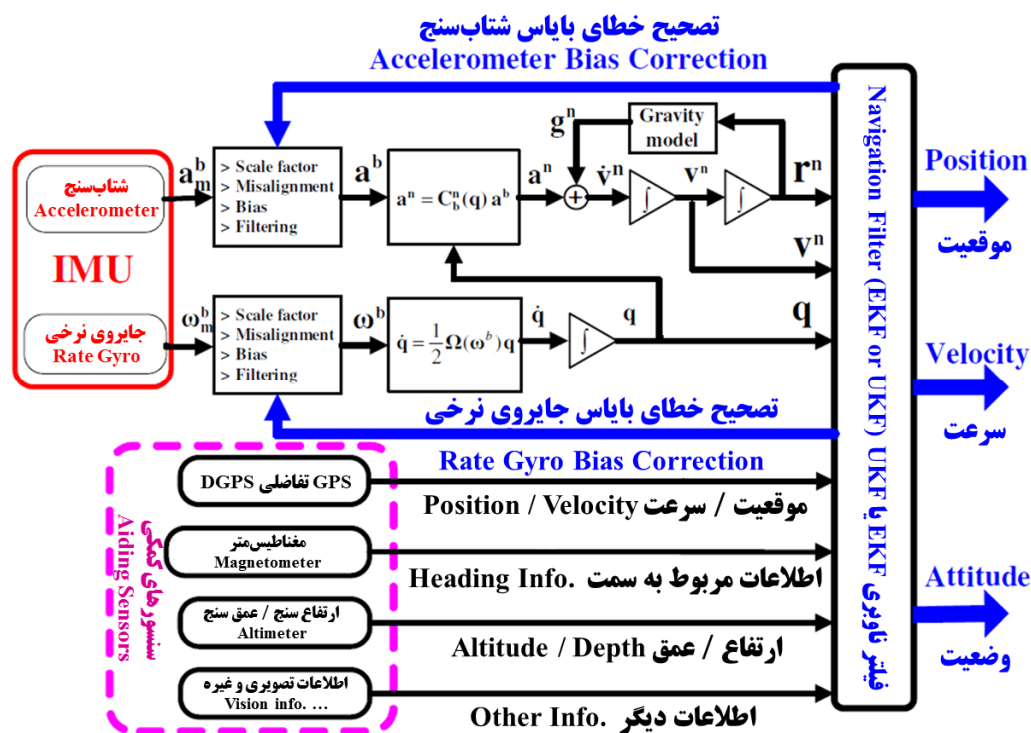 تصحیح خطای بایاس شتاب‌سنج
Accelerometer Bias Correction
شتاب‌سنج
Accelerometer
IMU
جایروی نرخی
Rate Gyro
a_m^b
> Scale factor
> Misalignment
> Bias
> Filtering
a^b
a^n = C_b^n(q) a^b
a^n
g^n
Gravity
model
+
v̇^n
∫
v^n
∫
r^n
v^n
ω_m^b
> Scale factor
> Misalignment
> Bias
> Filtering
ω^b
q̇ = 1/2 Ω(ω^b) q
q̇
∫
q
q
تصحیح خطای بایاس جایروی نرخی
Rate Gyro Bias Correction
سنسورهای کمکی
Aiding Sensors
GPS تفاضلی DGPS
موقعیت / سرعت Position / Velocity
مغناطیس‌متر
Magnetometer
اطلاعات مربوط به سمت Heading Info.
ارتفاع سنج / عمق سنج
Altimeter
ارتفاع / عمق Altitude / Depth
اطلاعات تصویری و غیره
Vision info. ...
اطلاعات دیگر Other Info.
Navigation Filter (EKF or UKF) فیلتر ناوبری EKF یا UKF
Position
موقعیت
Velocity
سرعت
Attitude
وضعیت